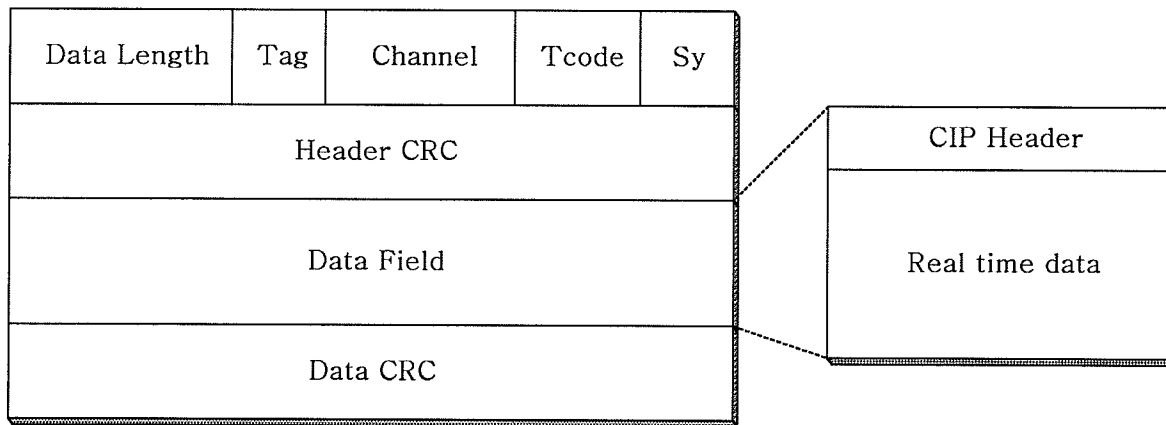 Data Length Tag Channel Tcode Sy
Header CRC
Data Field
Data CRC
CIP Header
Real time data